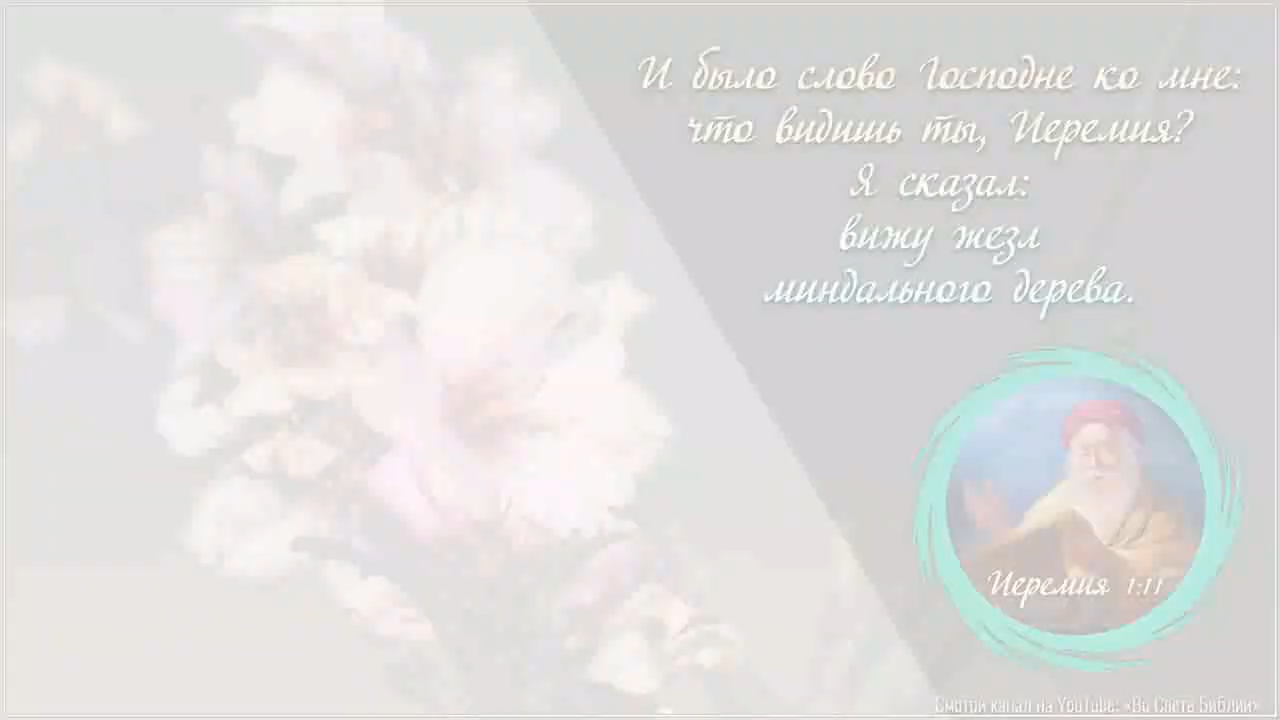 И было слово Господне ко мне:
что видишь ты, Иеремия?
Я сказал:
вижу жезл
миндального дерева.
Иеремия 1:11
Смотри канал на YouTube: «Во Свете Библии»